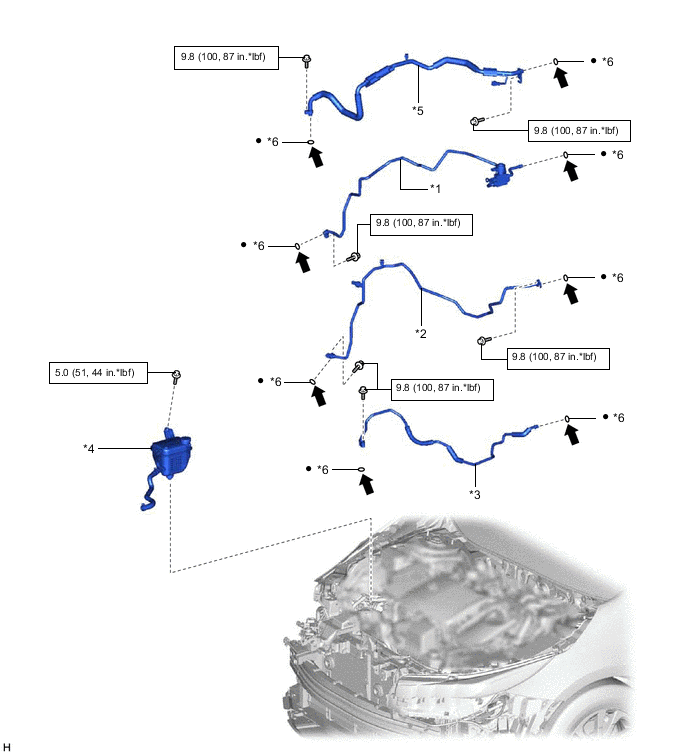 9.8 (100, 87 in.*lbf)
● *6
*5
9.8 (100, 87 in.*lbf)
● *6
● *6
*1
9.8 (100, 87 in.*lbf)
● *6
● *6
*2
9.8 (100, 87 in.*lbf)
5.0 (51, 44 in.*lbf)
● *6
9.8 (100, 87 in.*lbf)
● *6
*4
● *6
*3
H